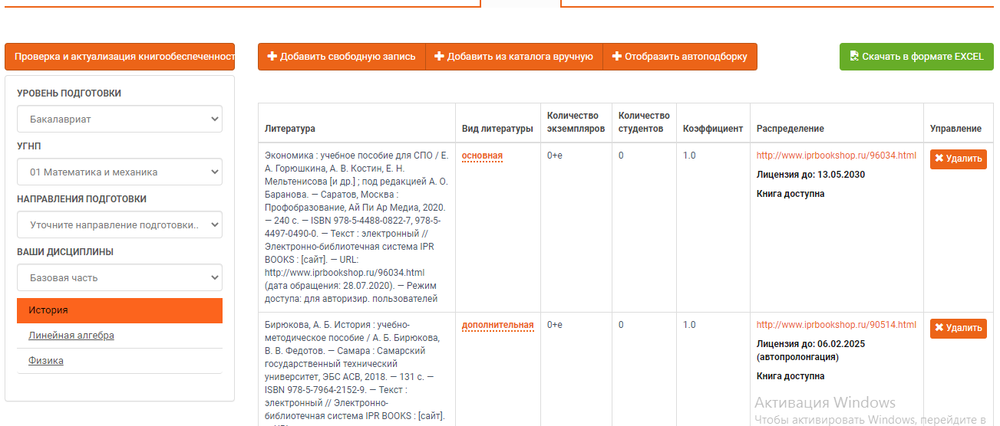 Проверка и актуализация книгообеспеченност
Добавить свободную запись
Добавить из каталога вручную
Отобразить автоподборку
Скачать в формате EXCEL
УРОВЕНЬ ПОДГОТОВКИ
Бакалавриат
УГНП
01 Математика и механика
НАПРАВЛЕНИЯ ПОДГОТОВКИ
Уточните направление подготовки..
ВАШИ ДИСЦИПЛИНЫ
Базовая часть
История
Линейная алгебра
Физика
Литература
Вид литературы
Количество
экземпляров
Количество
студентов
Коэффициент
Распределение
Управление
Экономика : учебное пособие для СПО / Е.
А. Горюшкина, А. В. Костин, Е. Н.
Мельтенисова [и др.] ; под редакцией А. О.
Баранова. — Саратов, Москва :
Профобразование, Ай Пи Ар Медиа, 2020.
— 240 c. — ISBN 978-5-4488-0822-7, 978-5-
4497-0490-0. — Текст : электронный //
Электронно-библиотечная система IPR
BOOKS : [сайт]. — URL:
http://www.iprbookshop.ru/96034.html
(дата обращения: 28.07.2020). — Режим
доступа: для авторизир. пользователей
основная
0+е
0
1.0
http://www.iprbookshop.ru/96034.html
Лицензия до: 13.05.2030
Книга доступна
Удалить
Бирюкова, А. Б. История : учебно-
методическое пособие / А. Б. Бирюкова,
В. В. Федотов. — Самара : Самарский
государственный технический
университет, ЭБС АСВ, 2018. — 131 c. —
ISBN 978-5-7964-2152-9. — Текст :
электронный // Электронно-
библиотечная система IPR BOOKS : [сайт].
дополнительная
0+е
0
1.0
http://www.iprbookshop.ru/90514.html
Лицензия до: 06.02.2025
(автопролонгация)
Книга доступна
Удалить
Активация Windows
Чтобы активировать Windows, перейдите в